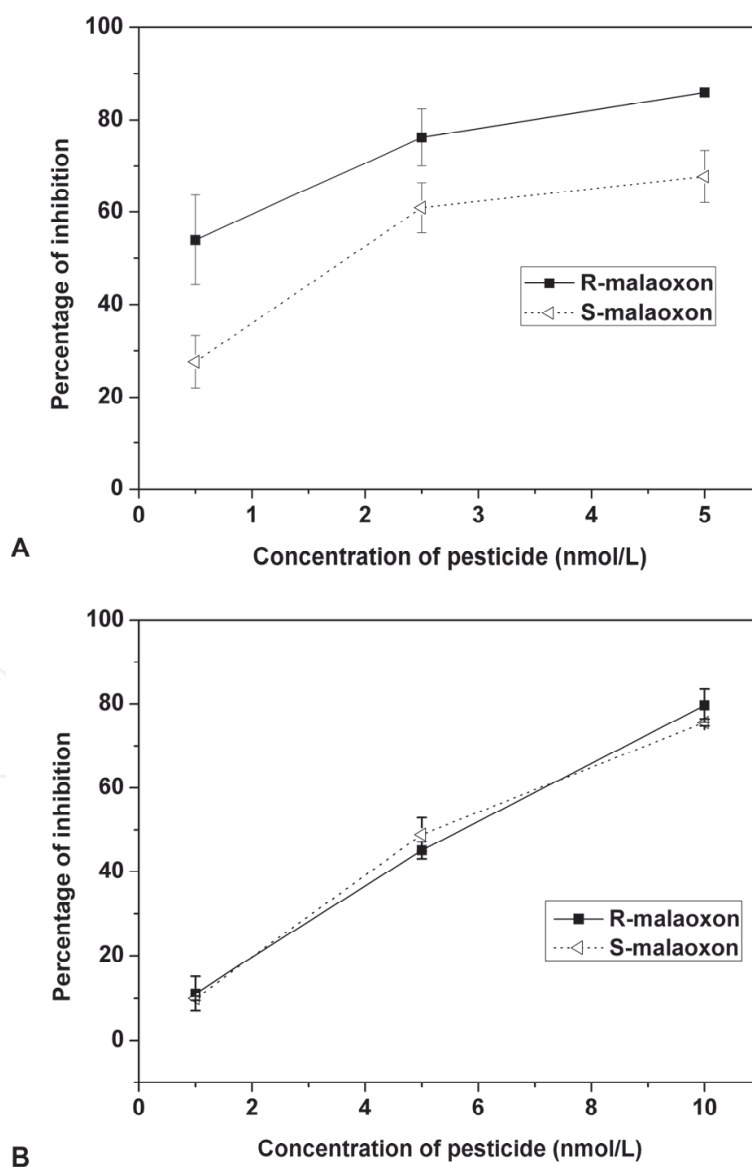 100
80
60
40
20
0
Percentage of inhibition
R-malaoxon
S-malaoxon
0 1 2 3 4 5
Concentration of pesticide (nmol/L)
A
100
80
60
40
20
0
Percentage of inhibition
R-malaoxon
S-malaoxon
0 2 4 6 8 10
Concentration of pesticide (nmol/L)
B